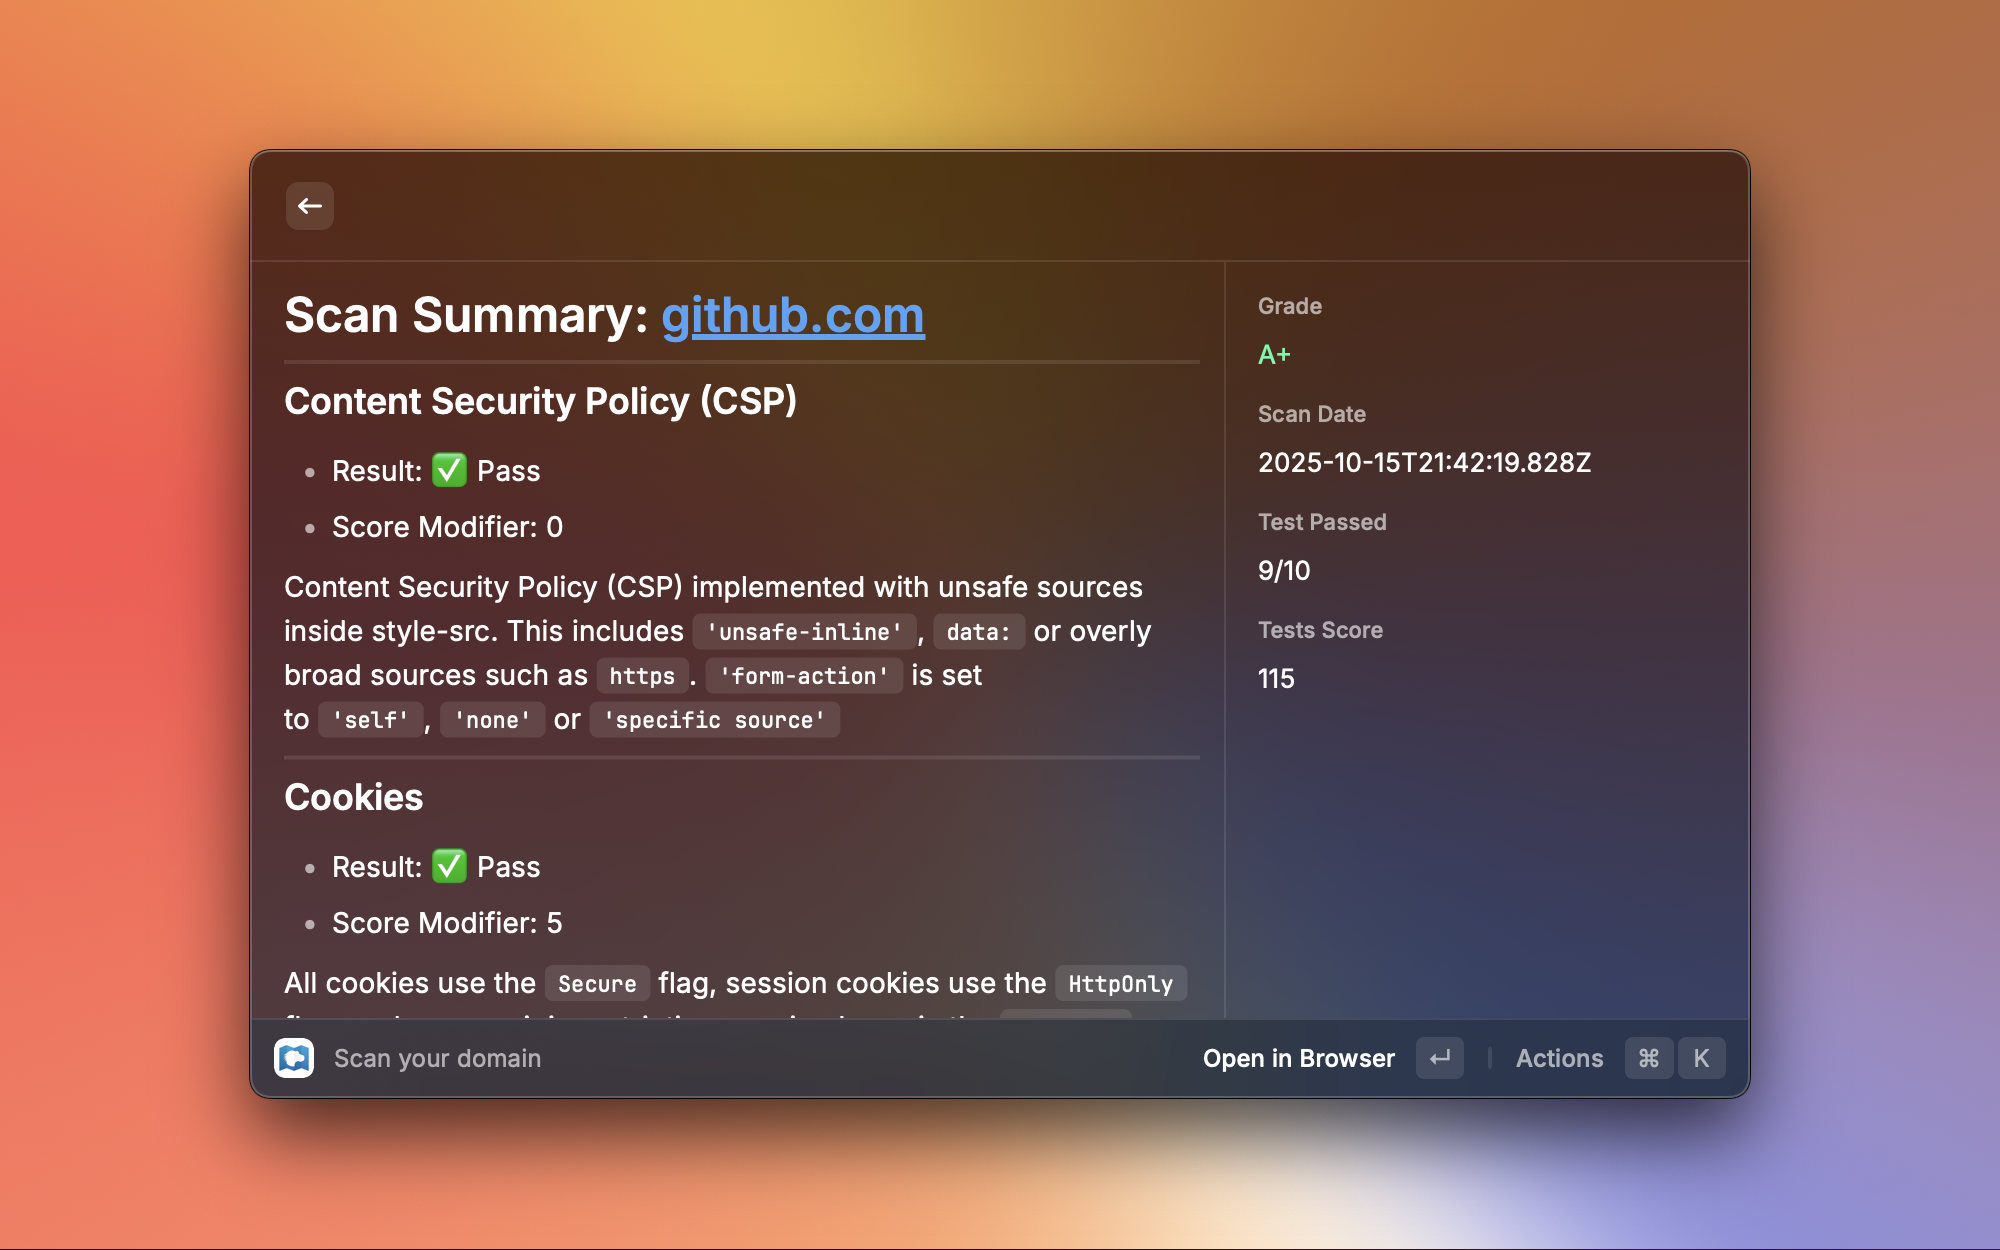 Scan Summary: github.com
Content Security Policy (CSP)
Result: ✅ Pass
Score Modifier: 0
Content Security Policy (CSP) implemented with unsafe sources
inside style-src. This includes 'unsafe-inline', data: or overly
broad sources such as https. 'form-action' is set
to 'self', 'none' or 'specific source'
Cookies
Result: ✅ Pass
Score Modifier: 5
All cookies use the Secure flag, session cookies use the HttpOnly
Grade
A+
Scan Date
2025-10-15T21:42:19.828Z
Test Passed
9/10
Tests Score
115
Scan your domain
Open in Browser ↵ Actions ⌘ K